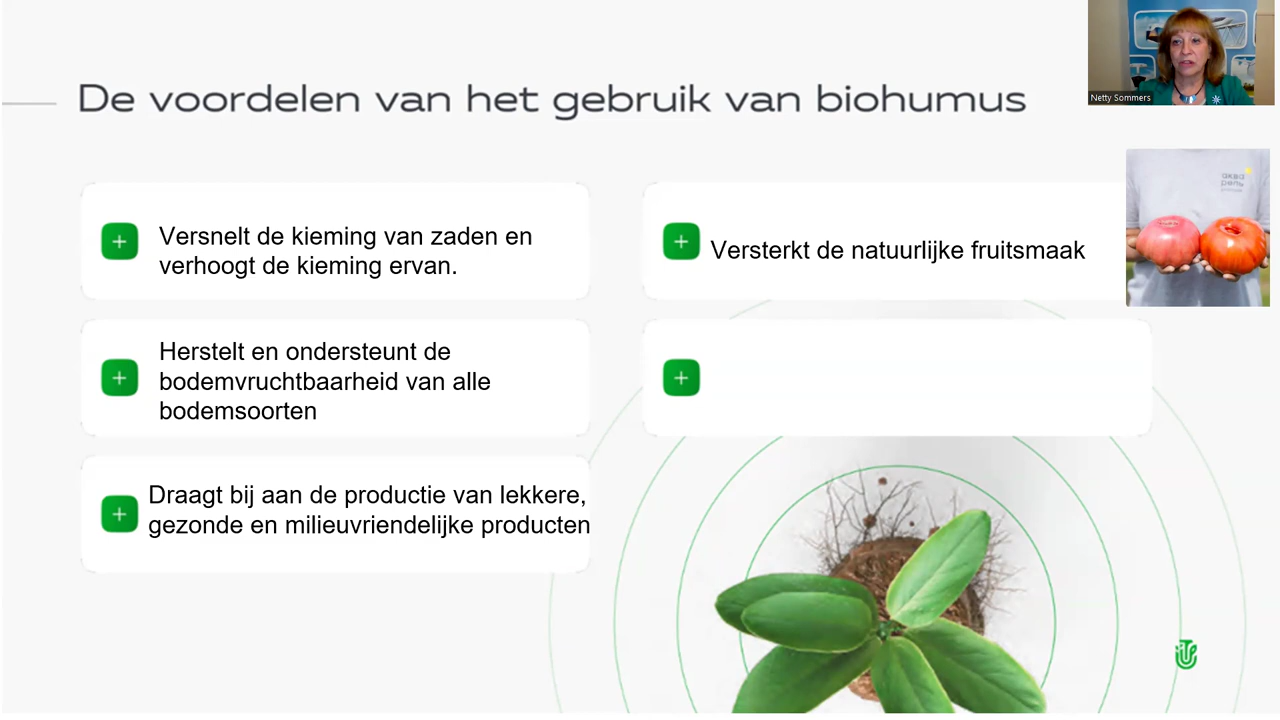 De voordelen van het gebruik van biohumus
Netty Sommers
Versnelt de kieming van zaden en
verhoogt de kieming ervan.
Versterkt de natuurlijke fruitsmaak
Herstelt en ondersteunt de
bodemvruchtbaarheid van alle
bodemsoorten
Draagt bij aan de productie van lekkere,
gezonde en milieuvriendelijke producten